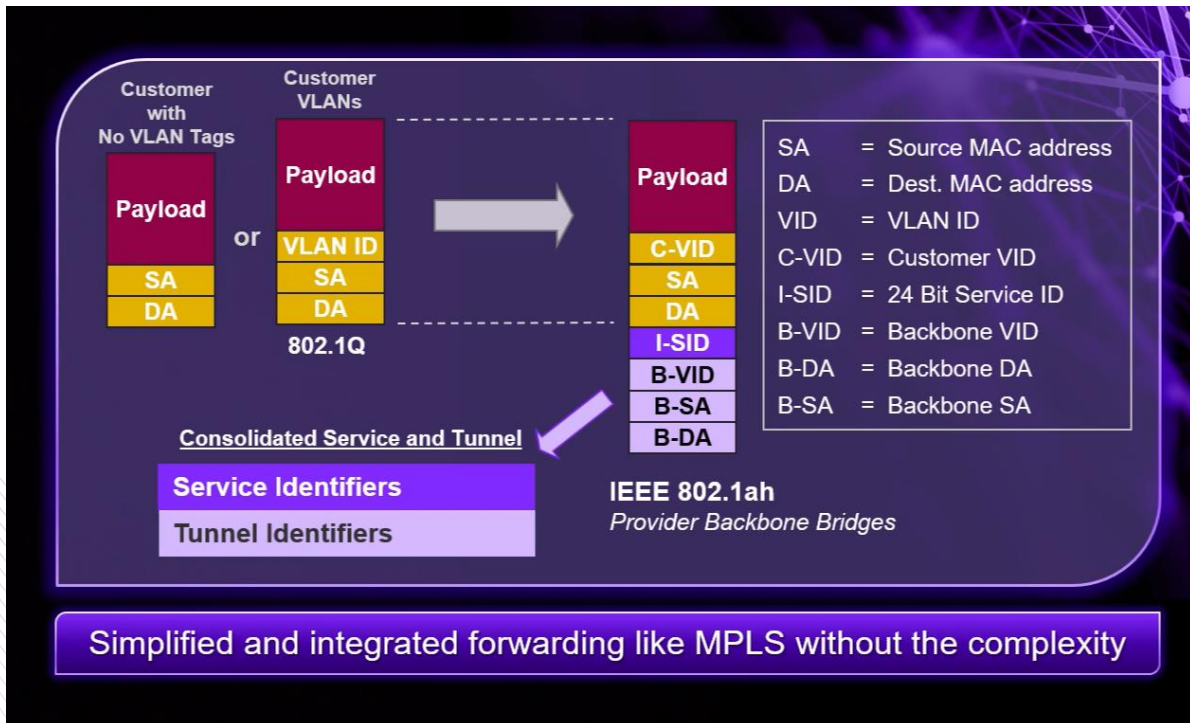 Customer
with
No VLAN Tags
Payload
SA
DA
or
Customer
VLANs
Payload
VLAN ID
SA
DA
802.1Q
Payload
C-VID
SA
DA
I-SID
B-VID
B-SA
B-DA
IEEE 802.1ah
Provider Backbone Bridges
SA = Source MAC address
DA = Dest. MAC address
VID = VLAN ID
C-VID = Customer VID
I-SID = 24 Bit Service ID
B-VID = Backbone VID
B-DA = Backbone DA
B-SA = Backbone SA
Consolidated Service and Tunnel
Service Identifiers
Tunnel Identifiers
Simplified and integrated forwarding like MPLS without the complexity